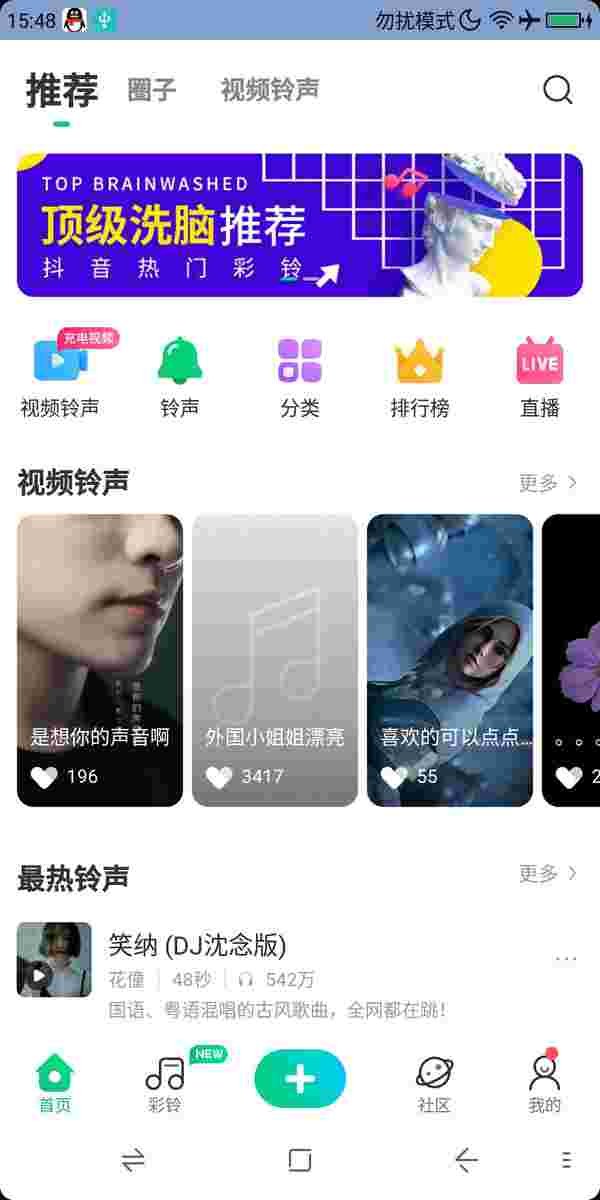 15:48 勿扰模式
推荐 圈子 视频铃声
TOP BRAINWASHED
顶级洗脑推荐
抖音热门彩铃
充电视频
LIVE
视频铃声 铃声 分类 排行榜 直播
视频铃声 更多
是想你的声音啊 外国小姐姐漂亮 喜欢的可以点点...
196 3417 55 2
最热铃声 更多
笑纳 (DJ沈念版)
花僮 48秒 542万
国语、粤语混唱的古风歌曲，全网都在跳！
NEW
首页 彩铃 社区 我的